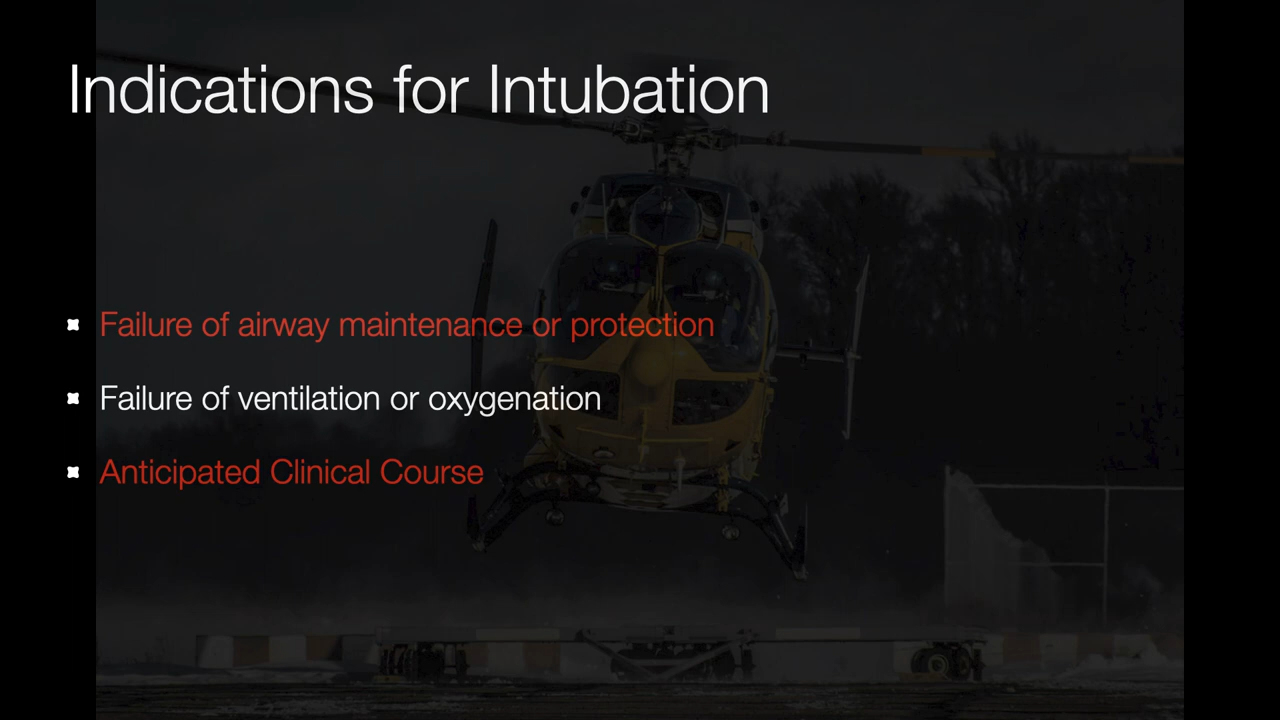 Indications for Intubation
Failure of airway maintenance or protection
Failure of ventilation or oxygenation
Anticipated Clinical Course